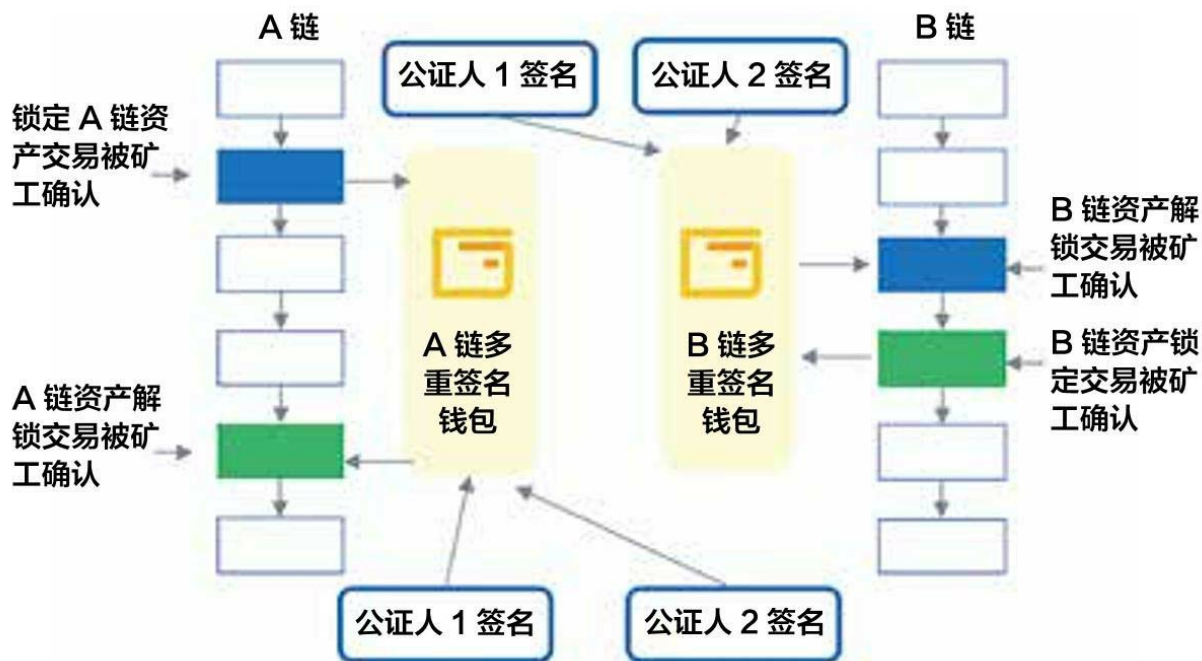 A 链
B 链
公证人 1 签名
公证人 2 签名
锁定 A 链资
产交易被矿
工确认
B 链资产解
锁交易被矿
工确认
A 链多
重签名
钱包
B 链多
重签名
钱包
B 链资产锁
定交易被矿
工确认
A 链资产解
锁交易被矿
工确认
公证人 1 签名
公证人 2 签名